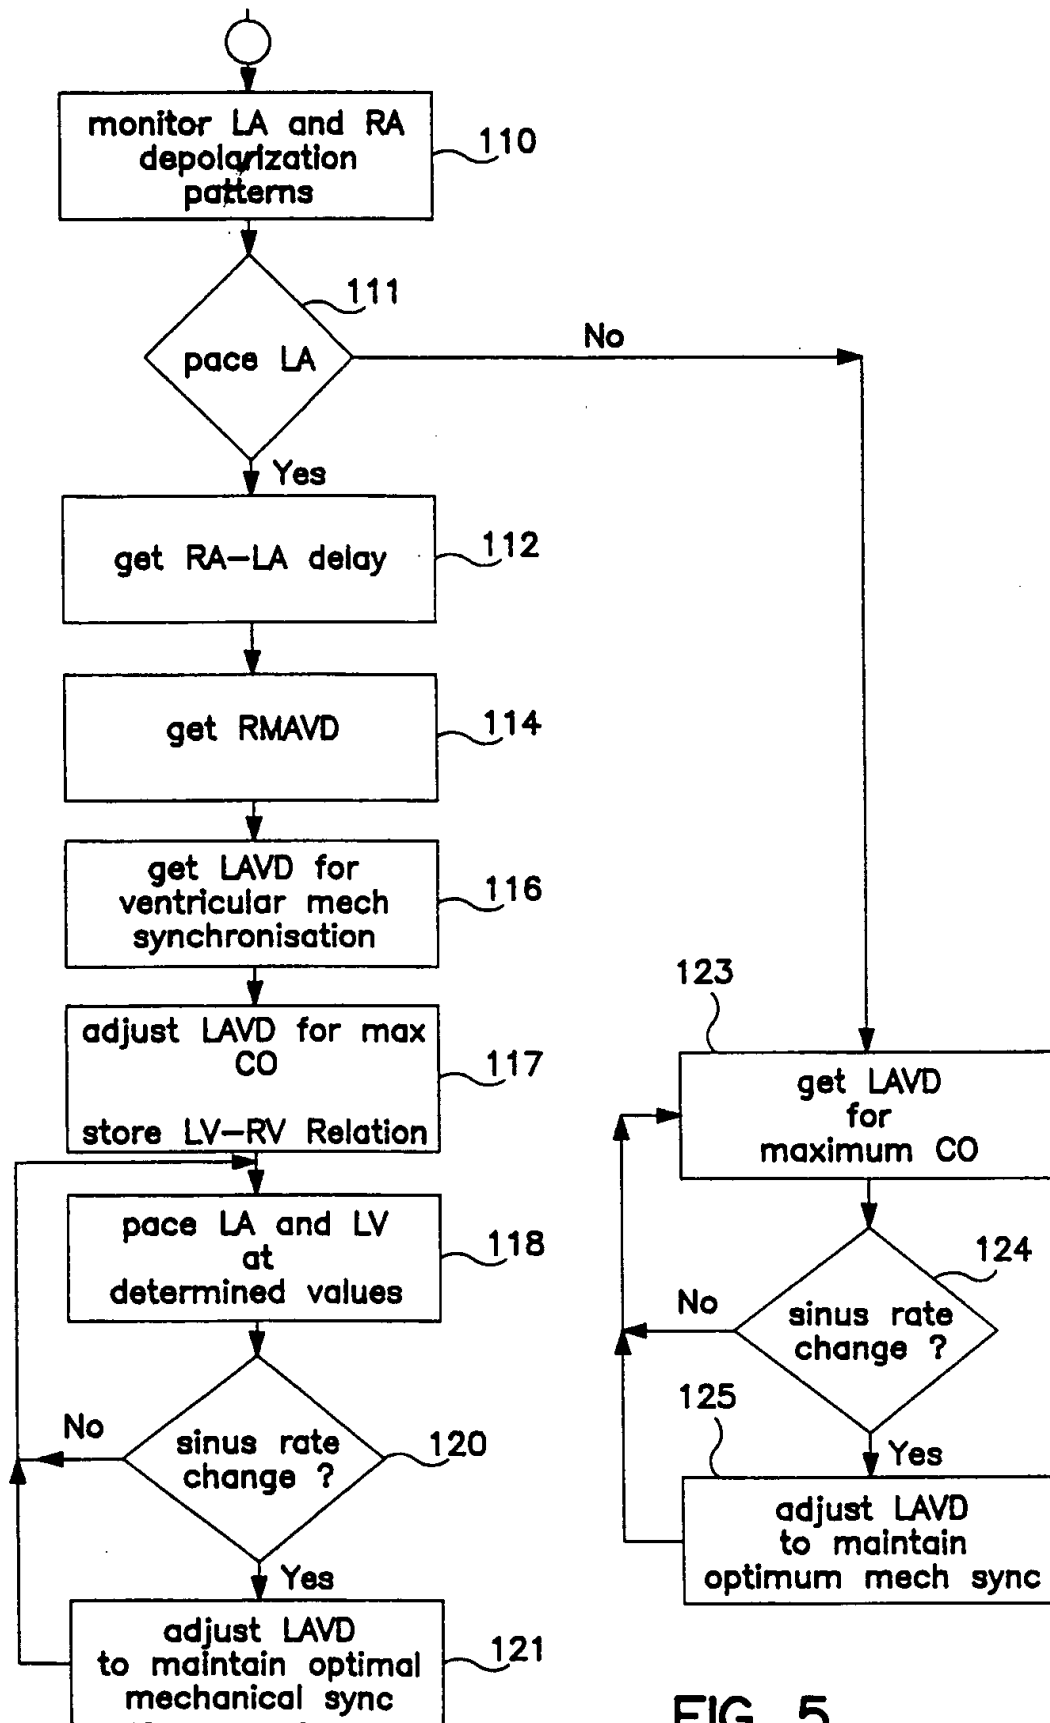 monitor LA and RA
depolarization
patterns
110
111
pace LA
No
Yes
get RA-LA delay
112
get RMAVD
114
get LAVD for
ventricular mech
synchronisation
116
adjust LAVD for max
CO
store LV-RV Relation
117
pace LA and LV
at
determined values
118
sinus rate
change ?
120
No
Yes
adjust LAVD
to maintain optimal
mechanical sync
121
123
get LAVD
for
maximum CO
124
sinus rate
change ?
No
Yes
125
adjust LAVD
to maintain
optimum mech sync
FIG. 5